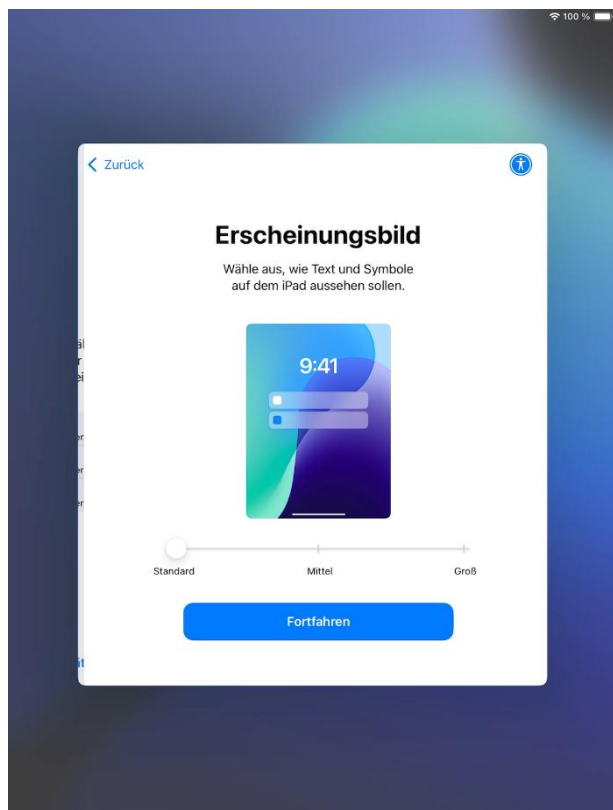 100 %
Zurück
Erscheinungsbild
Wähle aus, wie Text und Symbole
auf dem iPad aussehen sollen.
9:41
Standard
Mittel
Groß
Fortfahren